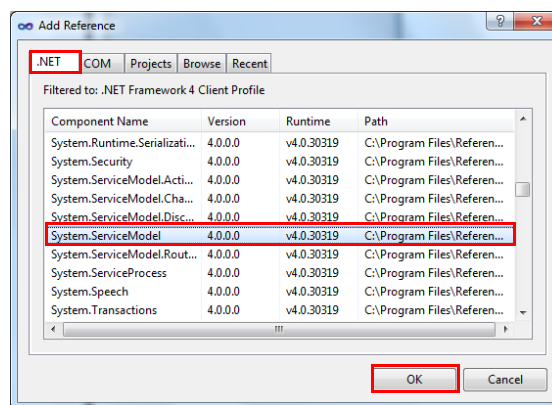 Add Reference
.NET COM Projects Browse Recent
Filtered to: .NET Framework 4 Client Profile
Component Name Version Runtime Path
System.Runtime.Serializati... 4.0.0.0 v4.0.30319 C:\Program Files\Referen...
System.Security 4.0.0.0 v4.0.30319 C:\Program Files\Referen...
System.ServiceModel.Acti... 4.0.0.0 v4.0.30319 C:\Program Files\Referen...
System.ServiceModel.Cha... 4.0.0.0 v4.0.30319 C:\Program Files\Referen...
System.ServiceModel.Disc... 4.0.0.0 v4.0.30319 C:\Program Files\Referen...
System.ServiceModel 4.0.0.0 v4.0.30319 C:\Program Files\Referen...
System.ServiceModel.Rout... 4.0.0.0 v4.0.30319 C:\Program Files\Referen...
System.ServiceProcess 4.0.0.0 v4.0.30319 C:\Program Files\Referen...
System.Speech 4.0.0.0 v4.0.30319 C:\Program Files\Referen...
System.Transactions 4.0.0.0 v4.0.30319 C:\Program Files\Referen...
OK Cancel